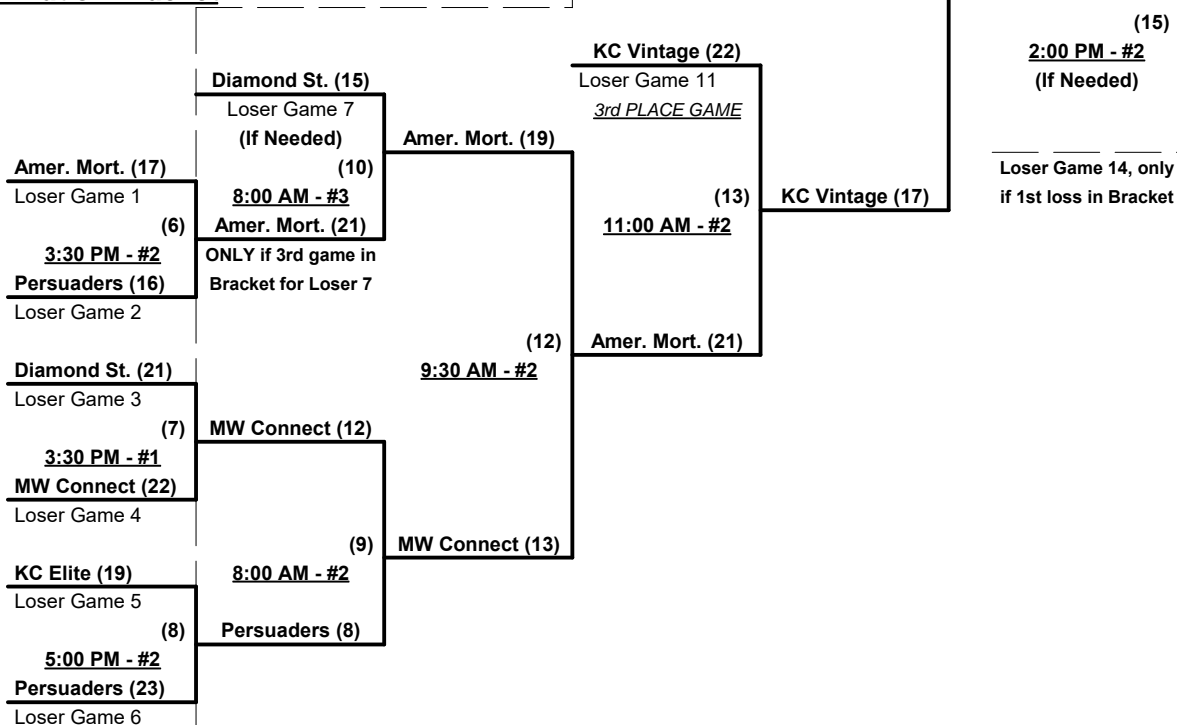 (15)
KC Vintage (22)
2:00 PM - #2
Diamond St. (15)
Loser Game 11
(If Needed)
Loser Game 7
3rd PLACE GAME
(If Needed)
Amer. Mort. (19)
Amer. Mort. (17)
(10)
Loser Game 14, only
Loser Game 1
8:00 AM - #3
(13)
KC Vintage (17)
if 1st loss in Bracket
(6)
Amer. Mort. (21)
11:00 AM - #2
3:30 PM - #2
ONLY if 3rd game in
Persuaders (16)
Bracket for Loser 7
Loser Game 2
(12)
Amer. Mort. (21)
Diamond St. (21)
9:30 AM - #2
Loser Game 3
(7)
MW Connect (12)
3:30 PM - #1
MW Connect (22)
Loser Game 4
(9)
MW Connect (13)
KC Elite (19)
8:00 AM - #2
Loser Game 5
(8)
Persuaders (8)
5:00 PM - #2
Persuaders (23)
Loser Game 6